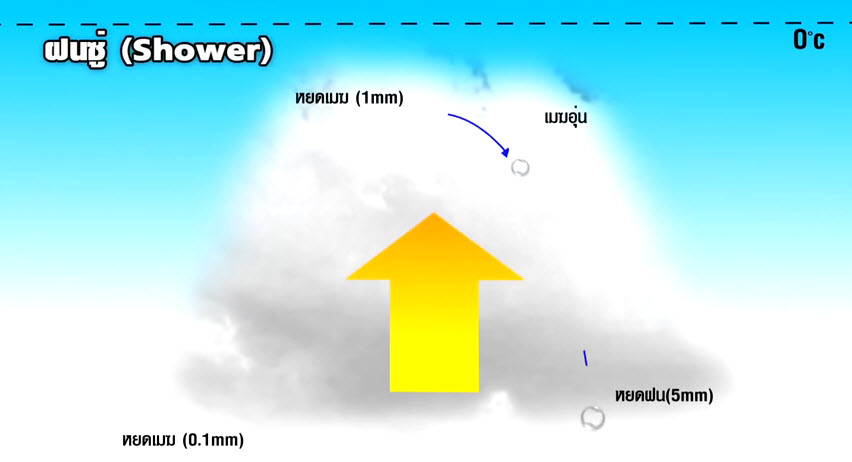 0°c
ฝนซู่ (Shower)
หยดเมฆ (1mm)
เมฆอุ่น
หยดฝน(5mm)
หยดเมฆ (0.1mm)